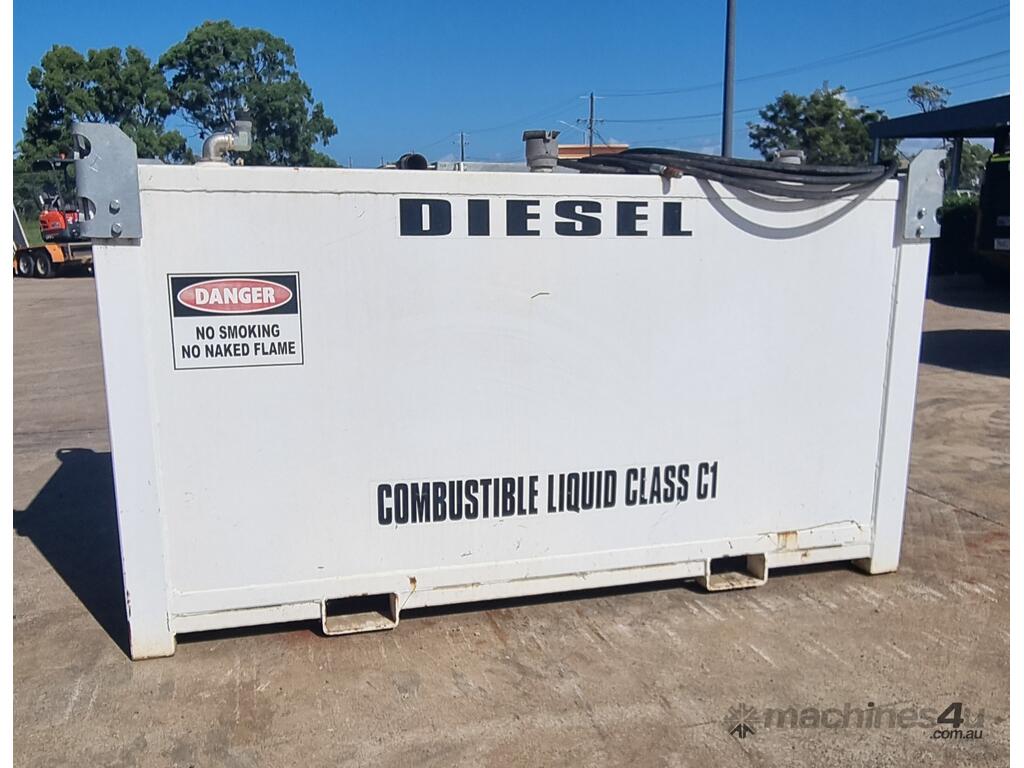 DIESEL
DANGER
NO SMOKING
NO NAKED FLAME
COMBUSTIBLE LIQUID CLASS C1
machines4u
.com.au